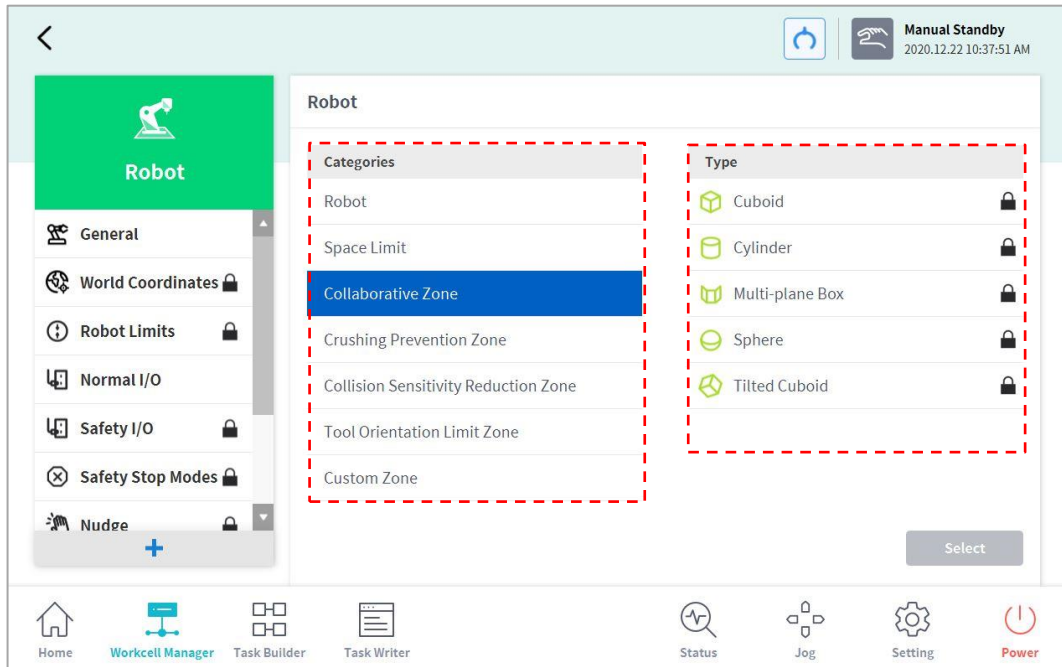 Manual Standby
2020.12.22 10:37:51 AM
Robot
General
World Coordinates
Robot Limits
Normal I/O
Safety I/O
Safety Stop Modes
Nudge
Robot
Categories
Robot
Space Limit
Collaborative Zone
Crushing Prevention Zone
Collision Sensitivity Reduction Zone
Tool Orientation Limit Zone
Custom Zone
Type
Cuboid
Cylinder
Multi-plane Box
Sphere
Tilted Cuboid
Select
Home
Workcell Manager
Task Builder
Task Writer
Status
Jog
Setting
Power